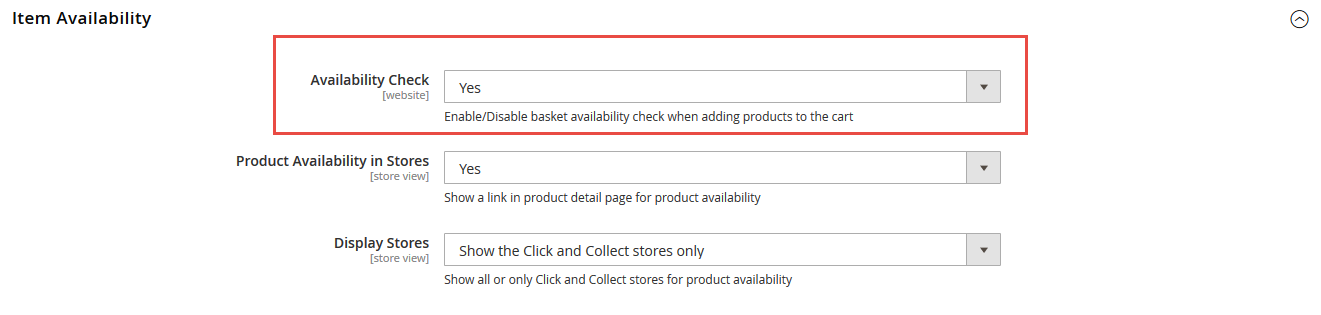 Item Availability
Availability Check
[website]
Yes
Enable/Disable basket availability check when adding products to the cart
Product Availability in Stores
[store view]
Yes
Show a link in product detail page for product availability
Display Stores
[store view]
Show the Click and Collect stores only
Show all or only Click and Collect stores for product availability